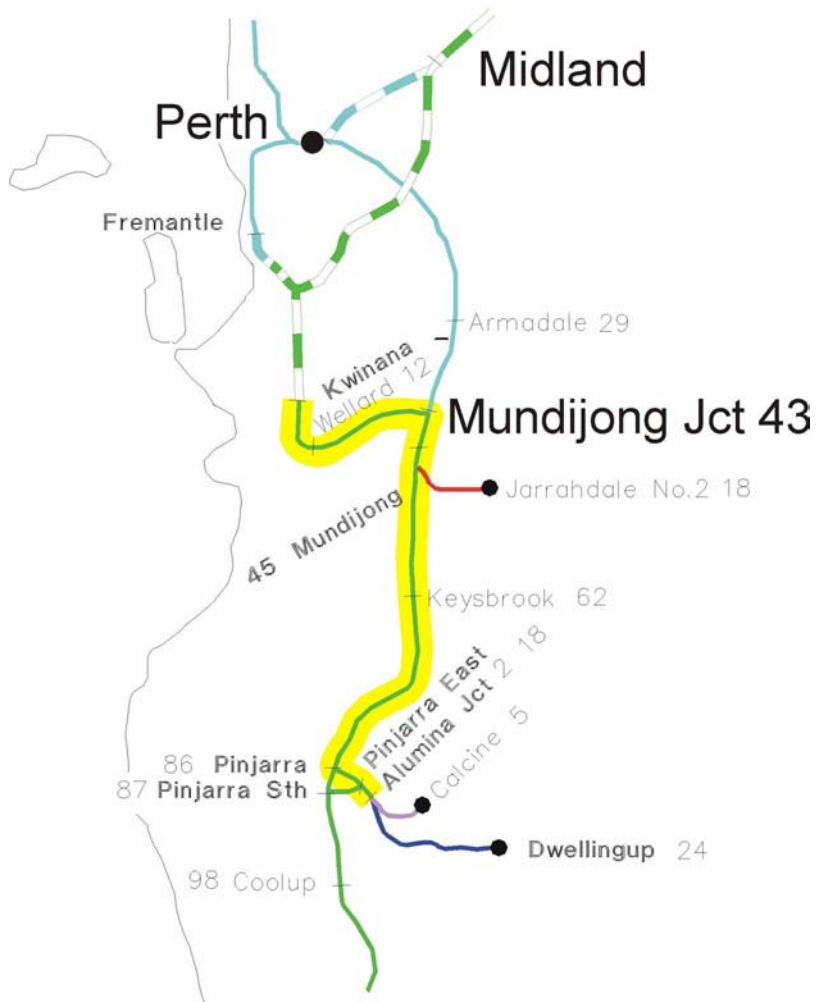 Midland
Perth
Fremantle
Armadale 29
Kwinana
Wellard 12
Mundijong Jct 43
Jarrahdale No.2 18
45 Mundijong
Keysbrook 62
Pinjarra East
Alumina Jct 2 18
Calcine 5
86 Pinjarra
87 Pinjarra Sth
Dwellingup 24
98 Coolup